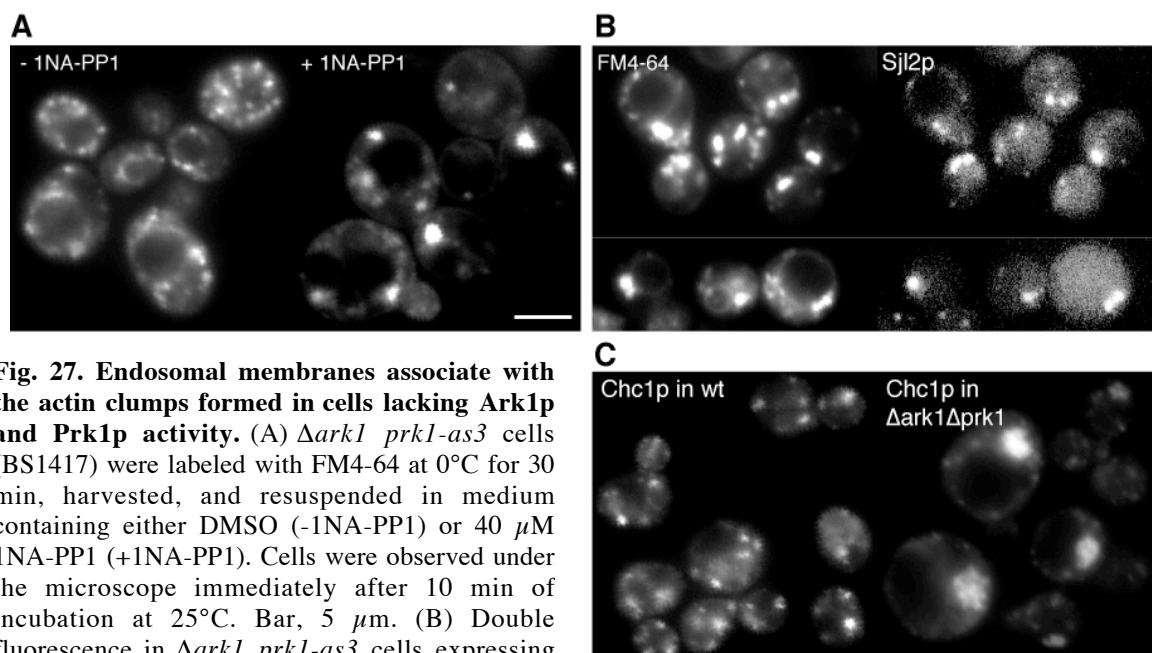 A
- 1NA-PP1
+ 1NA-PP1
B
FM4-64
Sjl2p
C
Chc1p in wt
Chc1p in
Δark1Δprk1
Fig. 27. Endosomal membranes associate with
the actin clumps formed in cells lacking Ark1p
and Prk1p activity. (A) Δark1 prk1-as3 cells
(BS1417) were labeled with FM4-64 at 0°C for 30
min, harvested, and resuspended in medium
containing either DMSO (-1NA-PP1) or 40 µM
1NA-PP1 (+1NA-PP1). Cells were observed under
the microscope immediately after 10 min of
incubation at 25°C. Bar, 5 µm. (B) Double
fluorescence in Δark1 prk1-as3 cells expressing